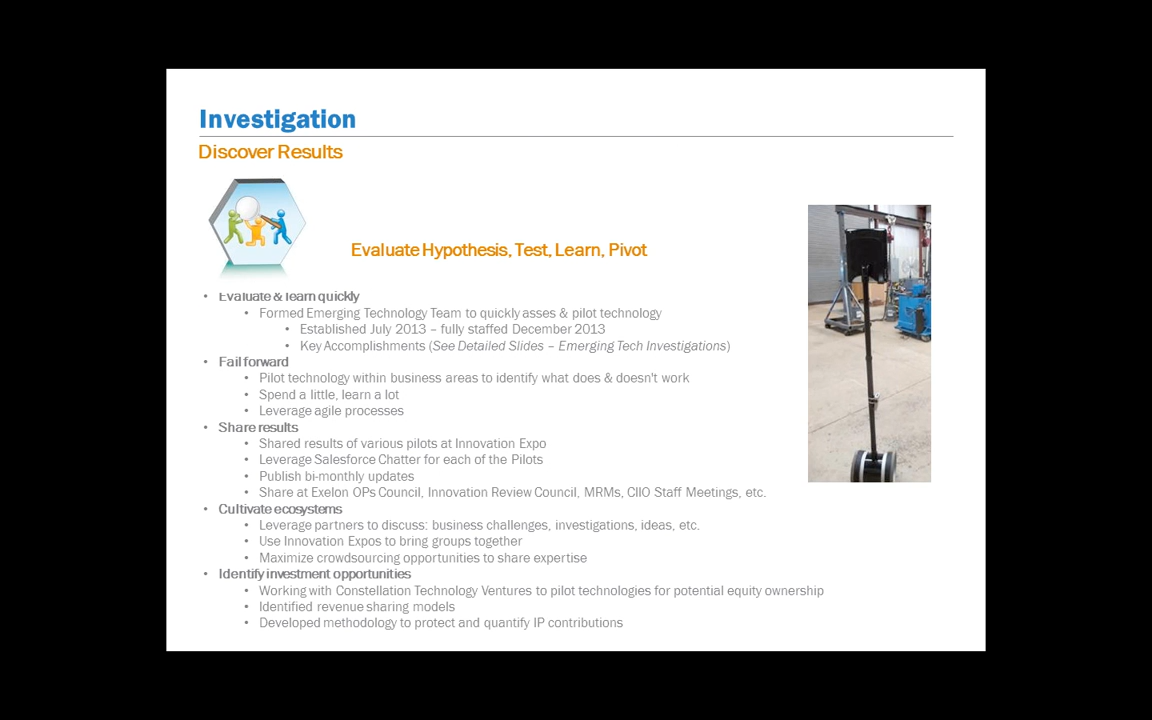 Investigation
Discover Results
Evaluate Hypothesis, Test, Learn, Pivot
• Evaluate & learn quickly
• Formed Emerging Technology Team to quickly asses & pilot technology
• Established July 2013 – fully staffed December 2013
• Key Accomplishments (See Detailed Slides – Emerging Tech Investigations)
• Fail forward
• Pilot technology within business areas to identify what does & doesn't work
• Spend a little, learn a lot
• Leverage agile processes
• Share results
• Shared results of various pilots at Innovation Expo
• Leverage Salesforce Chatter for each of the Pilots
• Publish bi-monthly updates
• Share at Exelon OPs Council, Innovation Review Council, MRMs, CIIO Staff Meetings, etc.
• Cultivate ecosystems
• Leverage partners to discuss: business challenges, investigations, ideas, etc.
• Use Innovation Expos to bring groups together
• Maximize crowdsourcing opportunities to share expertise
• Identify investment opportunities
• Working with Constellation Technology Ventures to pilot technologies for potential equity ownership
• Identified revenue sharing models
• Developed methodology to protect and quantify IP contributions